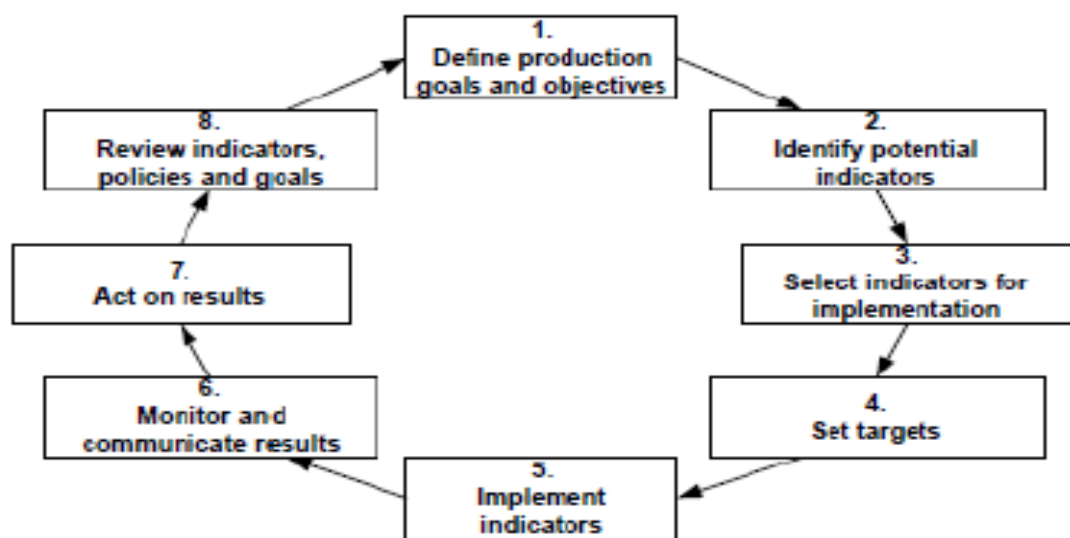 1.
Define production
goals and objectives
2.
Identify potential
indicators
3.
Select indicators for
implementation
4.
Set targets
5.
Implement
indicators
6.
Monitor and
communicate results
7.
Act on results
8.
Review indicators,
policies and goals